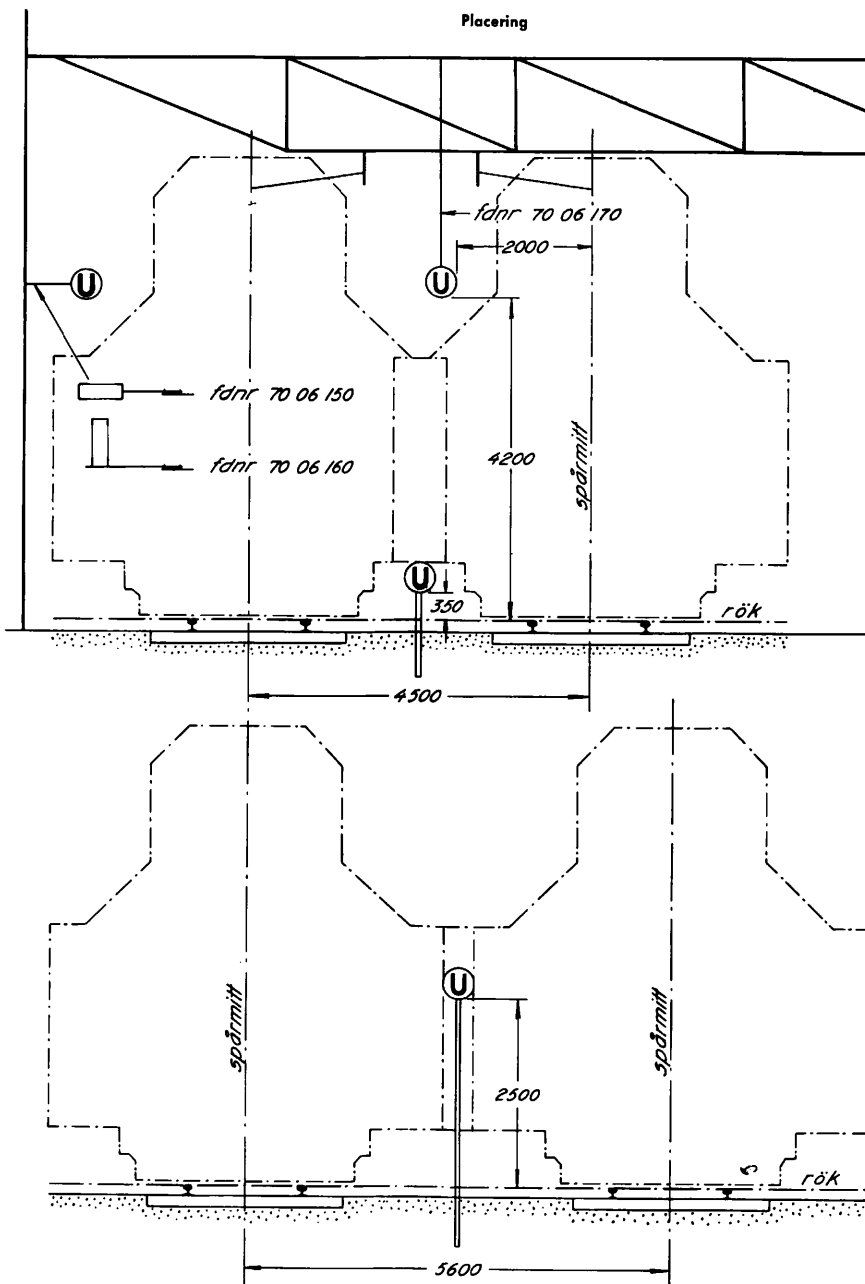 Placering
fdnr 70 06 170
2000
U
U
fdnr 70 06 150
fdnr 70 06 160
4200
spårmitt
U
350
rök
4500
U
spårmitt
spårmitt
2500
rök
5600